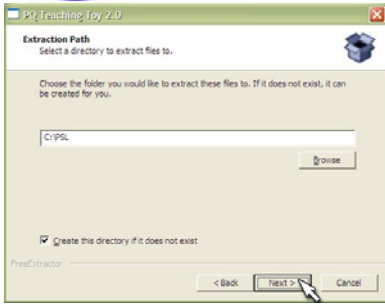 PQ Teaching Toy 2.0
Extraction Path
Select a directory to extract files to.
Choose the folder you would like to extract these files to. If it does not exist, it can
be created for you.
C:\PSL
Browse
Create this directory if it does not exist
FreeExtractor
< Back
Next >
Cancel